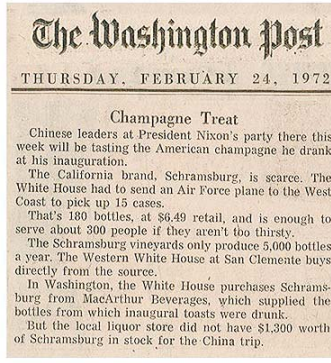 The Washington Post
THURSDAY, FEBRUARY 24, 1972
Champagne Treat
Chinese leaders at President Nixon's party there this
week will be tasting the American champagne he drank
at his inauguration.
The California brand, Schramsburg, is scarce. The
White House had to send an Air Force plane to the West
Coast to pick up 15 cases.
That's 180 bottles, at $6.49 retail, and is enough to
serve about 300 people if they aren't too thirsty.
The Schramsburg vineyards only produce 5,000 bottles
a year. The Western White House at San Clemente buys
directly from the source.
In Washington, the White House purchases Schrams-
burg from MacArthur Beverages, which supplied the
bottles from which inaugural toasts were drunk.
But the local liquor store did not have $1,300 worth
of Schramsburg in stock for the China trip.